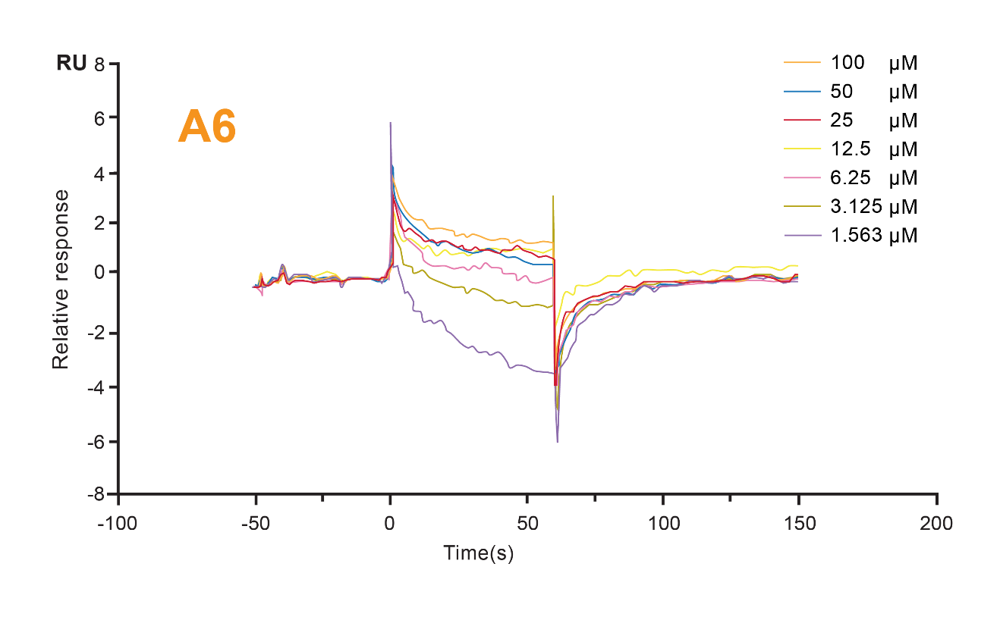 RU
8
6
4
2
0
-2
-4
-6
-8
A6
Relative response
100 µM
50 µM
25 µM
12.5 µM
6.25 µM
3.125 µM
1.563 µM
-100 -50 0 50 100 150 200
Time(s)